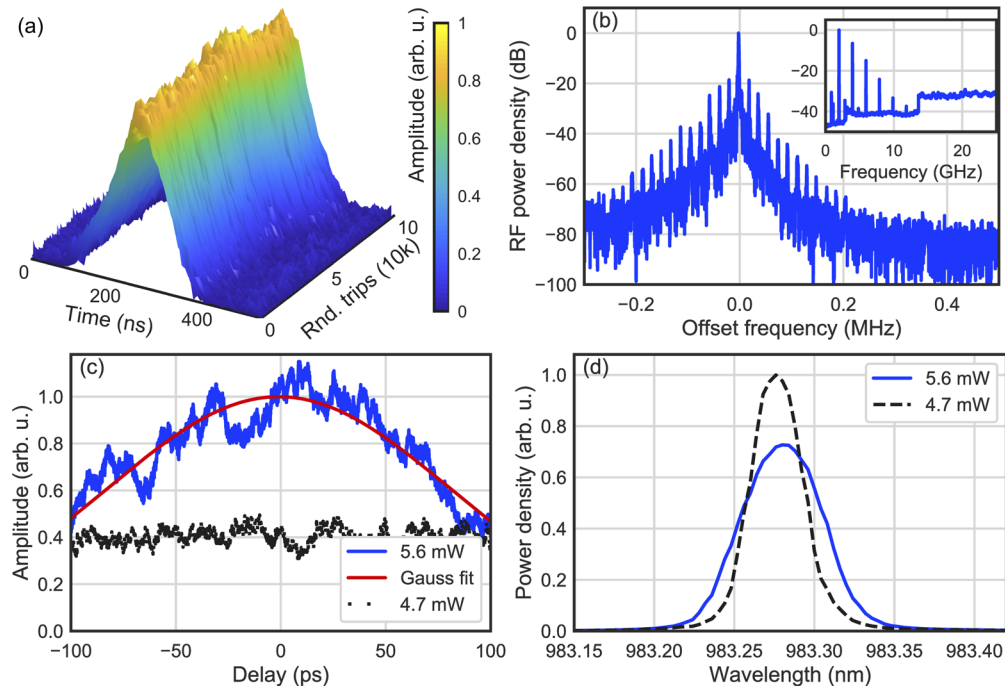 (a)
Amplitude (arb. u.)
1
0.8
0.6
0.4
0.2
0
0
200
400
Time (ns)
0
5
10
Rnd. trips (10k)
(b)
RF power density (dB)
0
−20
−40
−60
−80
−100
−0.2
0.0
0.2
0.4
Offset frequency (MHz)
0
−20
−40
0
10
20
Frequency (GHz)
(c)
Amplitude (arb. u.)
1.0
0.8
0.6
0.4
0.2
0.0
−100
−50
0
50
100
Delay (ps)
5.6 mW
Gauss fit
4.7 mW
(d)
Power density (arb. u.)
1.0
0.8
0.6
0.4
0.2
0.0
983.15
983.20
983.25
983.30
983.35
983.40
Wavelength (nm)
5.6 mW
4.7 mW